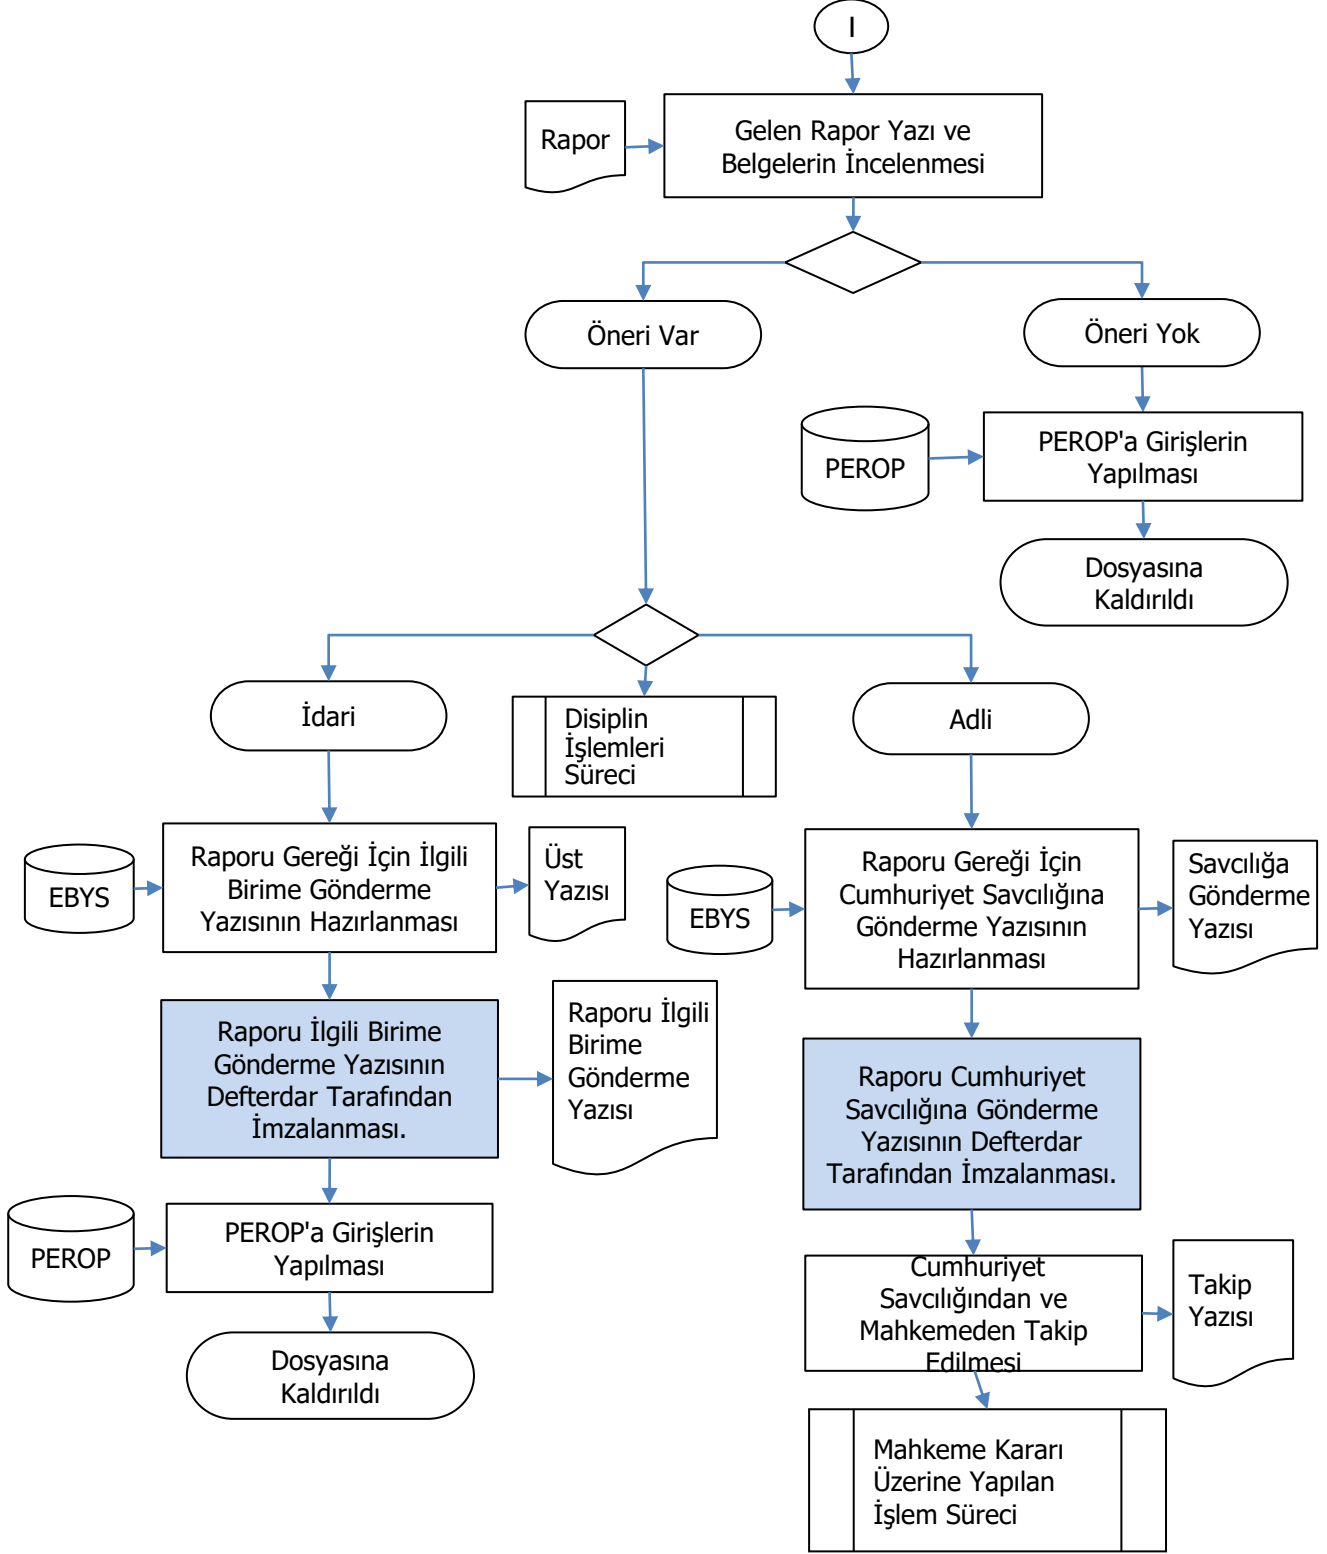 I
Rapor
Gelen Rapor Yazı ve
Belgelerin İncelenmesi
Öneri Var
Öneri Yok
PEROP
PEROP'a Girişlerin
Yapılması
Dosyasına
Kaldırıldı
İdari
Disiplin
İşlemleri
Süreci
Adli
EBYS
Raporu Gereği İçin İlgili
Birime Gönderme
Yazısının Hazırlanması
Üst
Yazısı
EBYS
Raporu Gereği İçin
Cumhuriyet Savcılığına
Gönderme Yazısının
Hazırlanması
Savcılığa
Gönderme
Yazısı
Raporu İlgili Birime
Gönderme Yazısının
Defterdar Tarafından
İmzalanması.
Raporu İlgili
Birime
Gönderme
Yazısı
Raporu Cumhuriyet
Savcılığına Gönderme
Yazısının Defterdar
Tarafından İmzalanması.
PEROP
PEROP'a Girişlerin
Yapılması
Cumhuriyet
Savcılığından ve
Mahkemeden Takip
Edilmesi
Takip
Yazısı
Dosyasına
Kaldırıldı
Mahkeme Kararı
Üzerine Yapılan
İşlem Süreci